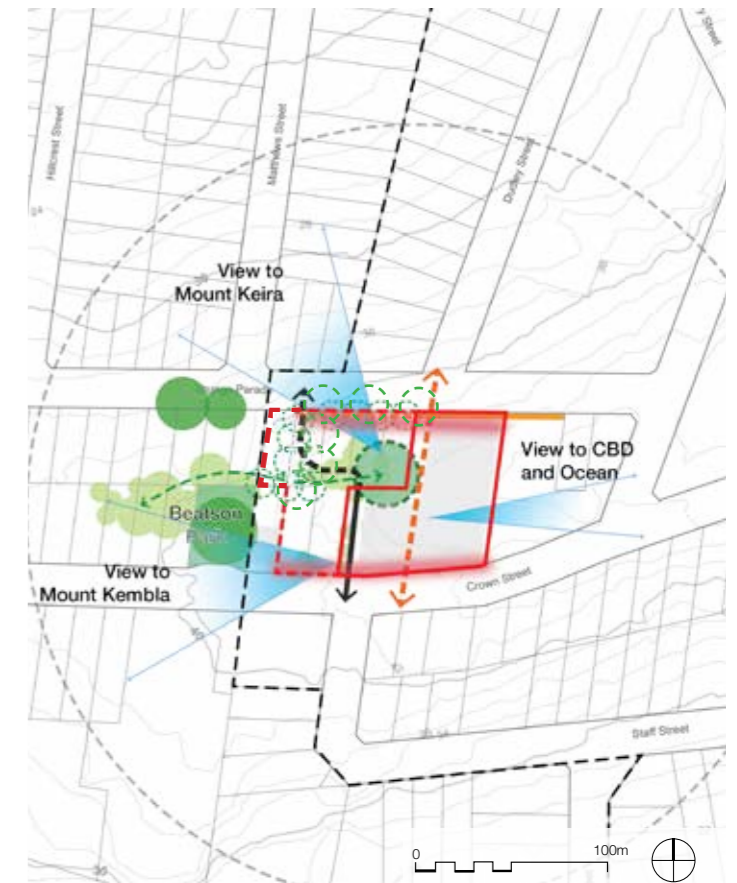 Hillcrest Street
Matthews Street
Dudley Street
Street
View to
Mount Keira
Parade
View to CBD
and Ocean
Beatson
Park
View to
Mount Kembla
Crown Street
Staff Street
0
100m